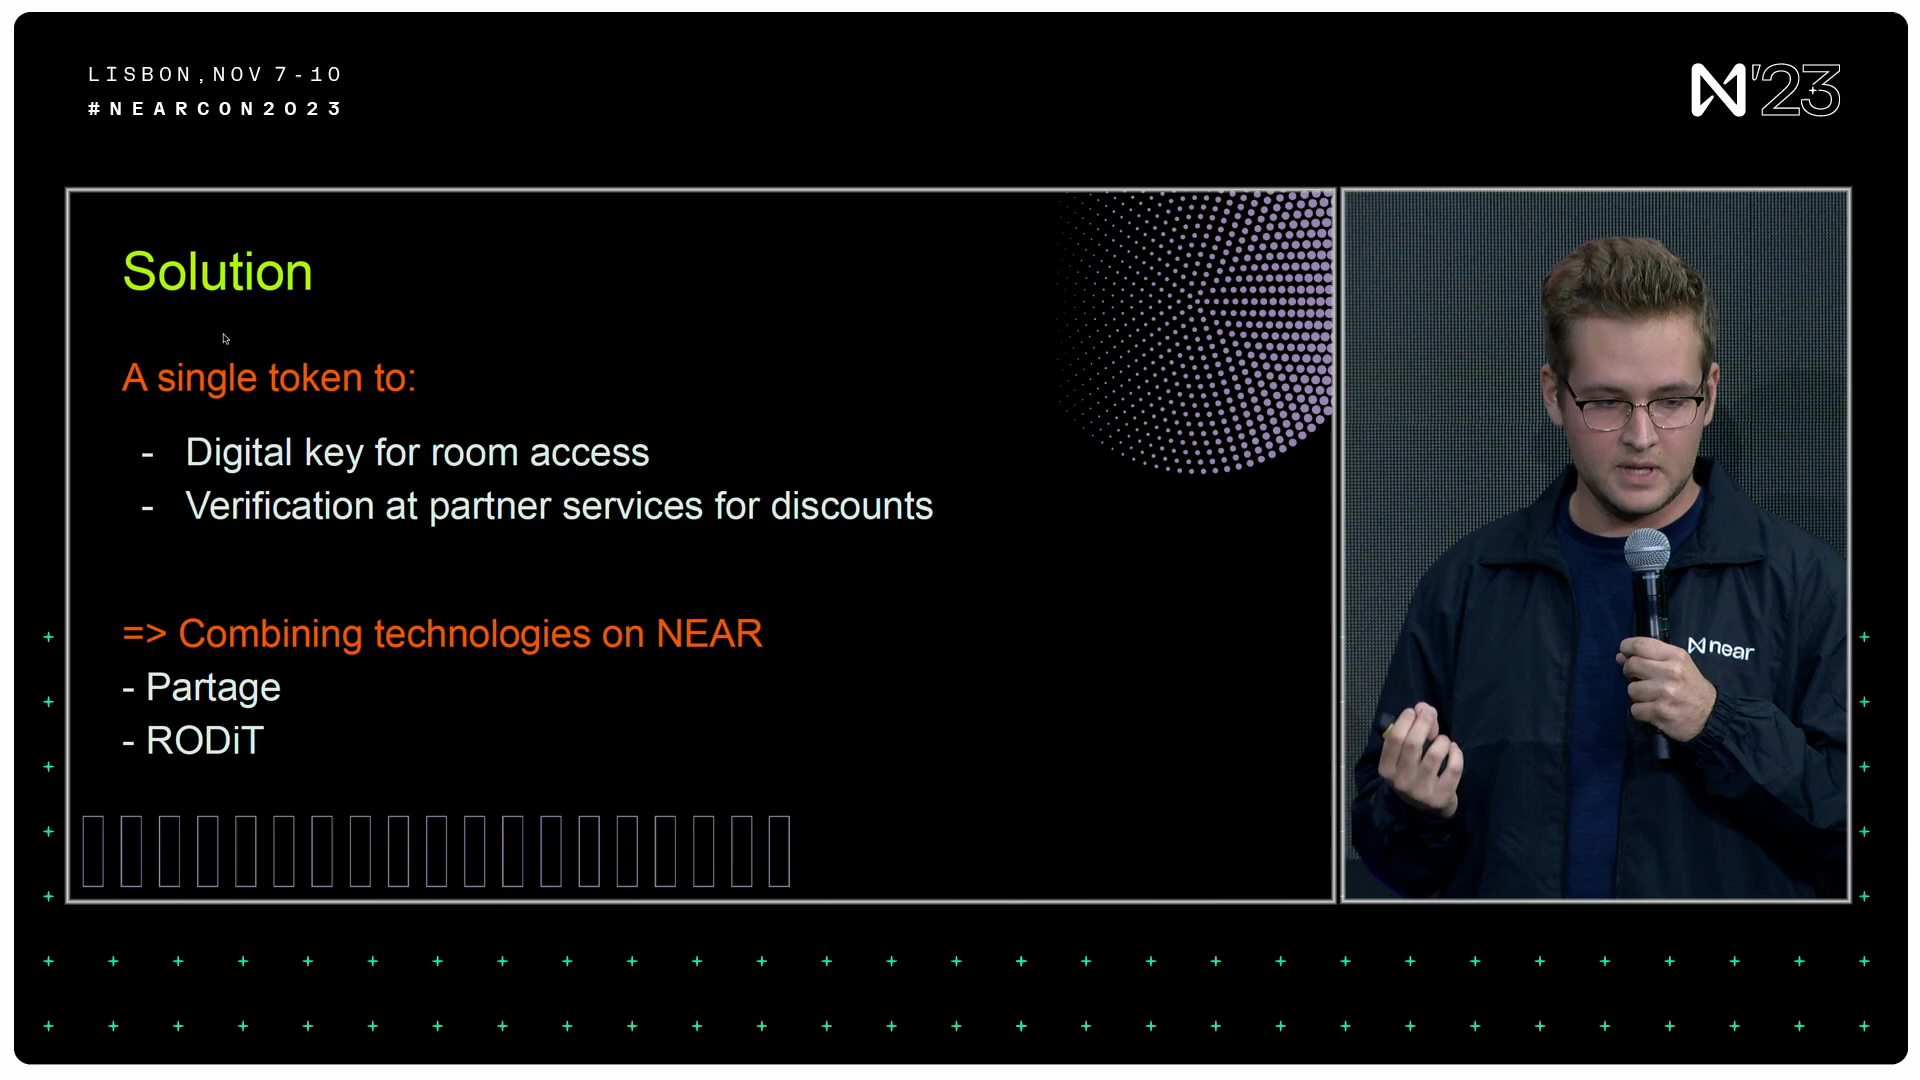 LISBON, NOV 7-10
#NEARCON2023
N'23
Solution
A single token to:
- Digital key for room access
- Verification at partner services for discounts
=> Combining technologies on NEAR
- Partage
- RODiT
near